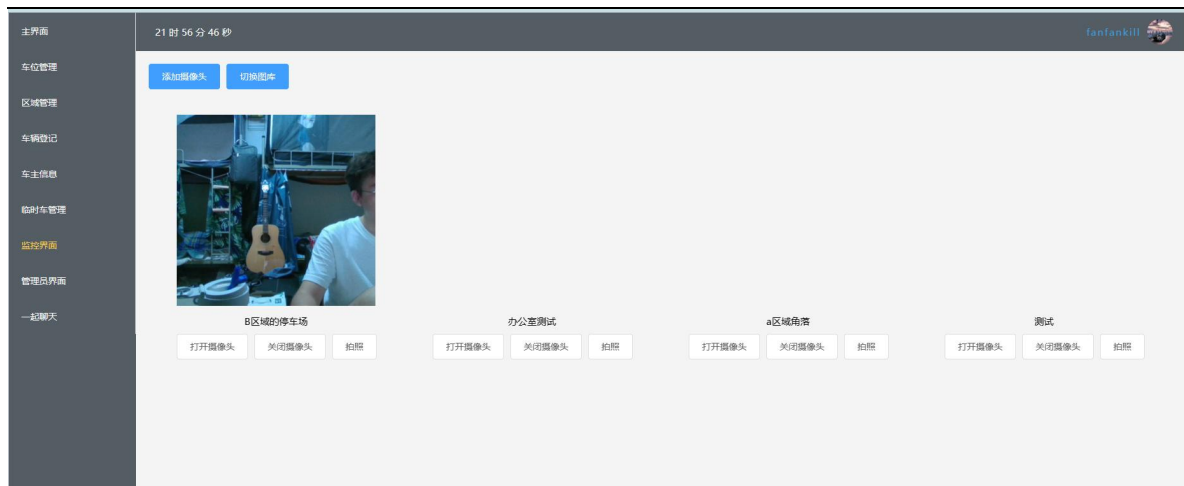 主界面
车位管理
区域管理
车辆登记
车主信息
临时车管理
监控界面
管理员界面
一起聊天
21 时 56 分 46 秒
fanfankill
添加摄像头 切换图库
B区域的停车场 办公室测试 a区域角落 测试
打开摄像头 关闭摄像头 拍照 打开摄像头 关闭摄像头 拍照 打开摄像头 关闭摄像头 拍照 打开摄像头 关闭摄像头 拍照